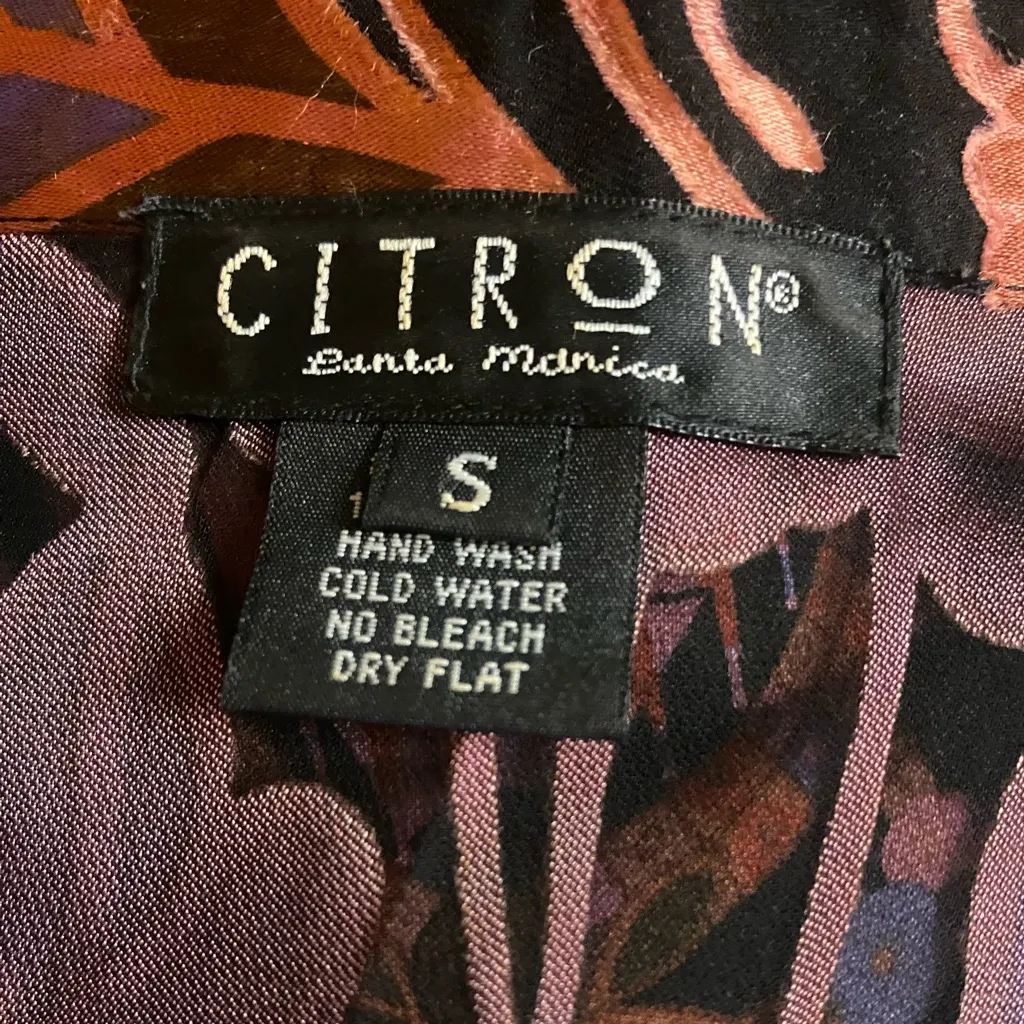 CITRON®
Santa Monica
S
HAND WASH
COLD WATER
NO BLEACH
DRY FLAT